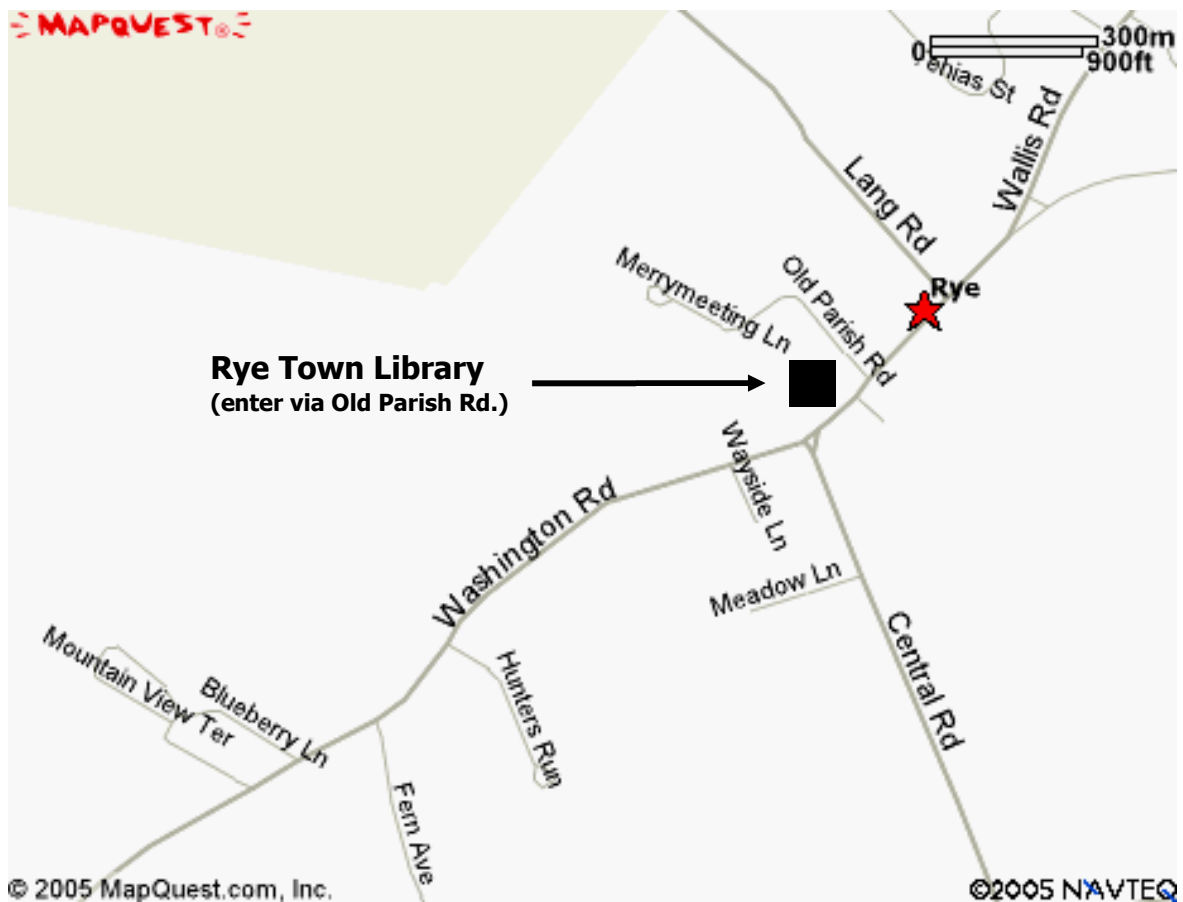 MAPQUEST®
300m
0
900ft
ehias St
Wallis Rd
Lang Rd
Rye
Merrymeeting Ln
Old Parish Rd
Rye Town Library
(enter via Old Parish Rd.)
Wayside Ln
Washington Rd
Meadow Ln
Central Rd
Hunters Run
Mountain View Ter
Blueberry Ln
Fern Ave
© 2005 MapQuest.com, Inc.
©2005 NAVTEQ